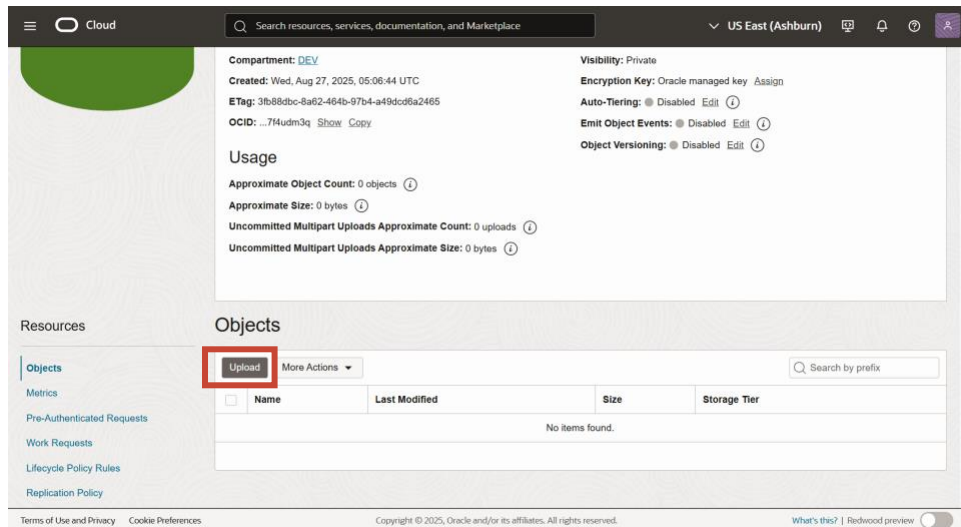 Cloud
Search resources, services, documentation, and Marketplace
US East (Ashburn)
Compartment: DEV
Created: Wed, Aug 27, 2025, 05:06:44 UTC
ETag: 3fb88dbc-8a62-464b-97b4-a49dcd6a2465
OCID: ...7f4udm3q Show Copy
Visibility: Private
Encryption Key: Oracle managed key Assign
Auto-Tiering: Disabled Edit
Emit Object Events: Disabled Edit
Object Versioning: Disabled Edit
Usage
Approximate Object Count: 0 objects
Approximate Size: 0 bytes
Uncommitted Multipart Uploads Approximate Count: 0 uploads
Uncommitted Multipart Uploads Approximate Size: 0 bytes
Resources
Objects
Metrics
Pre-Authenticated Requests
Work Requests
Lifecycle Policy Rules
Replication Policy
Objects
Upload More Actions
Search by prefix
Name Last Modified Size Storage Tier
No items found.
Terms of Use and Privacy Cookie Preferences
Copyright © 2025, Oracle and/or its affiliates. All rights reserved.
What's this? | Redwood preview